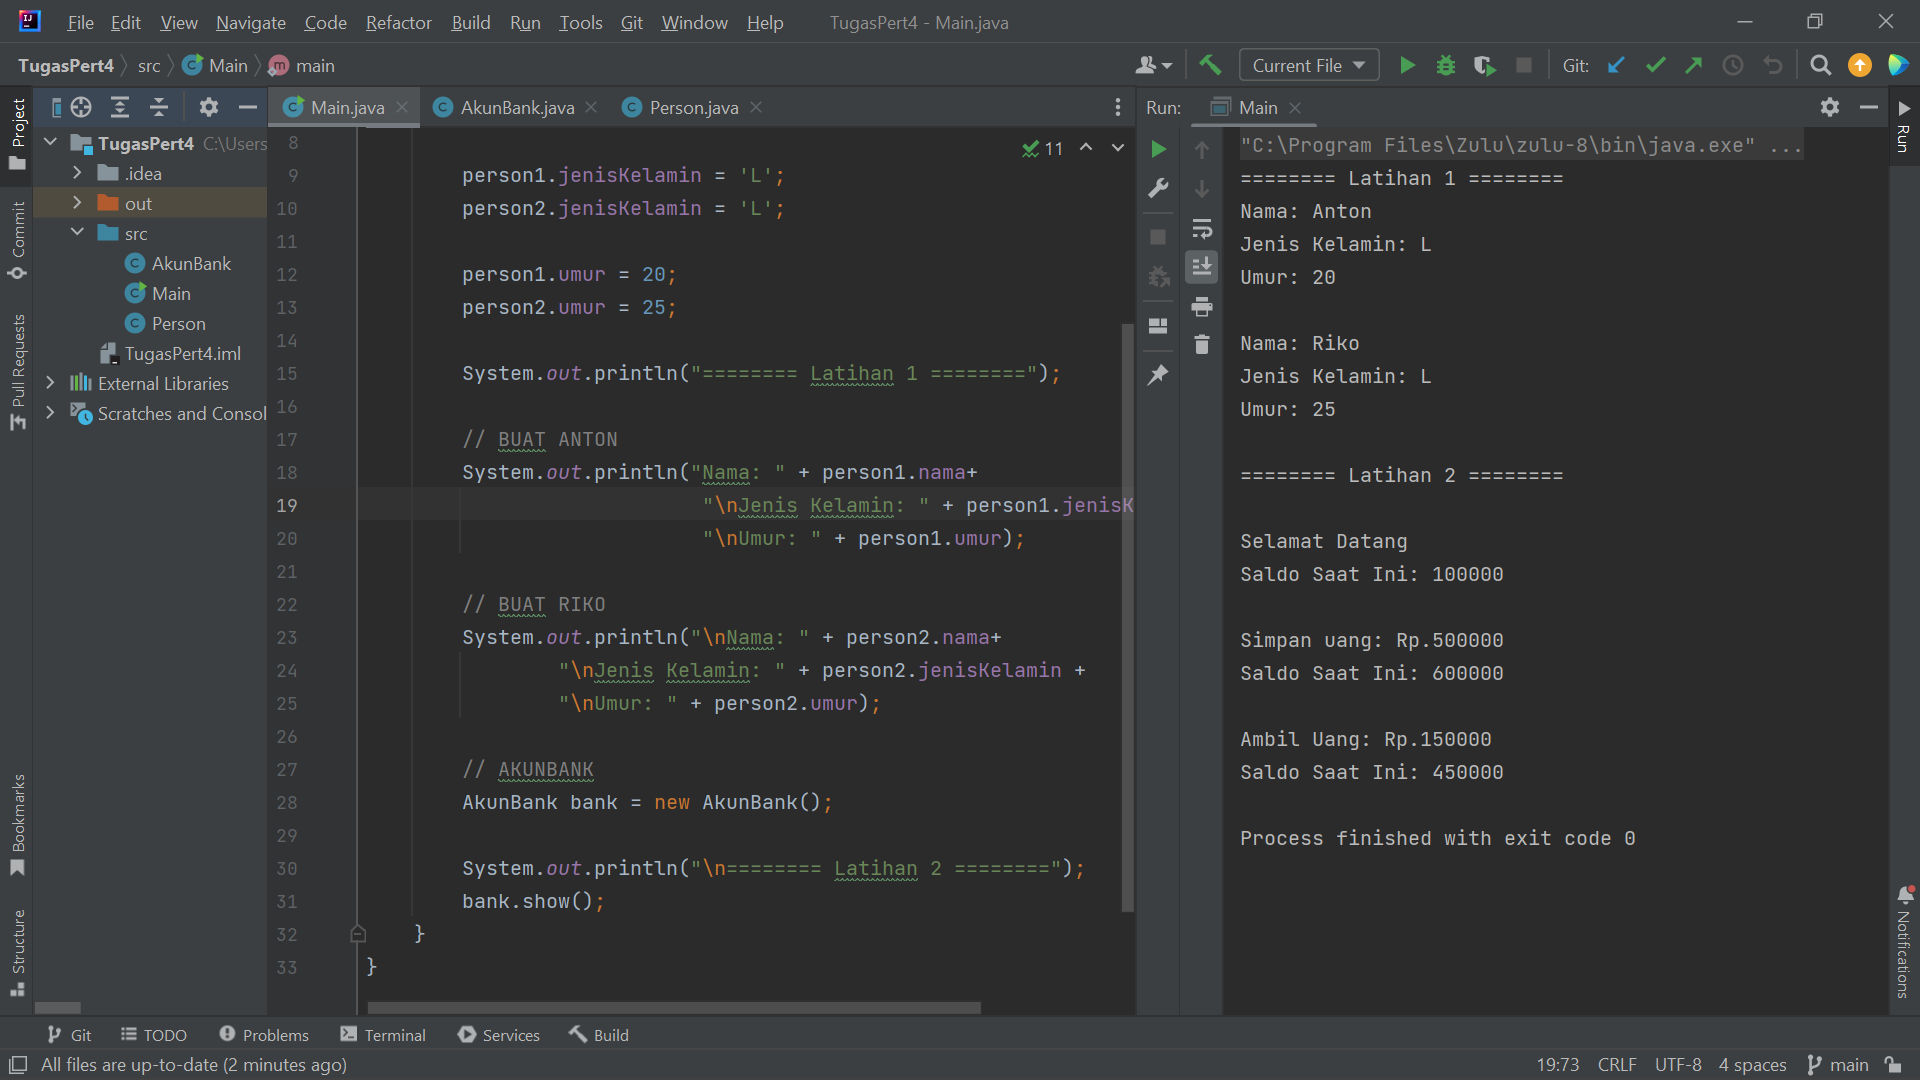 File Edit View Navigate Code Refactor Build Run Tools Git Window Help TugasPert4 - Main.java
TugasPert4 src Main main Current File Git:
Project
Commit
Pull Requests
Bookmarks
Structure
TugasPert4 C:\Users
.idea
out
src
AkunBank
Main
Person
TugasPert4.iml
External Libraries
Scratches and Consol
Main.java AkunBank.java Person.java
11
8
9 person1.jenisKelamin = 'L';
10 person2.jenisKelamin = 'L';
11
12 person1.umur = 20;
13 person2.umur = 25;
14
15 System.out.println("======== Latihan 1 ========");
16
17 // BUAT ANTON
18 System.out.println("Nama: " + person1.nama+
19 "\nJenis Kelamin: " + person1.jenisK
20 "\nUmur: " + person1.umur);
21
22 // BUAT RIKO
23 System.out.println("\nNama: " + person2.nama+
24 "\nJenis Kelamin: " + person2.jenisKelamin +
25 "\nUmur: " + person2.umur);
26
27 // AKUNBANK
28 AkunBank bank = new AkunBank();
29
30 System.out.println("\n======== Latihan 2 ========");
31 bank.show();
32 }
33 }
Run: Main
"C:\Program Files\Zulu\zulu-8\bin\java.exe" ...
======== Latihan 1 ========
Nama: Anton
Jenis Kelamin: L
Umur: 20
Nama: Riko
Jenis Kelamin: L
Umur: 25
======== Latihan 2 ========
Selamat Datang
Saldo Saat Ini: 100000
Simpan uang: Rp.500000
Saldo Saat Ini: 600000
Ambil Uang: Rp.150000
Saldo Saat Ini: 450000
Process finished with exit code 0
Run
Notifications
Git TODO Problems Terminal Services Build
All files are up-to-date (2 minutes ago) 19:73 CRLF UTF-8 4 spaces main